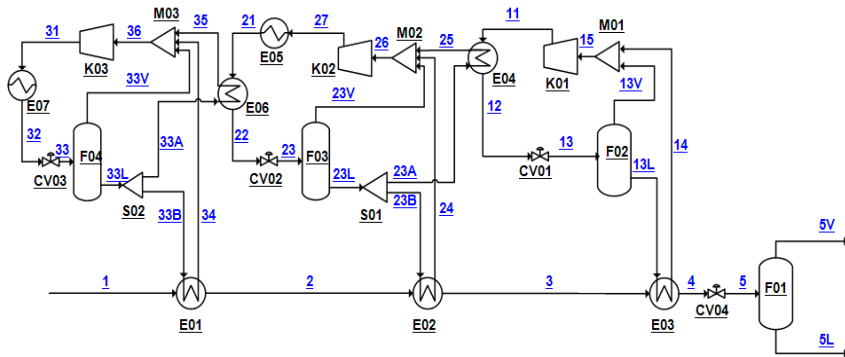 M03
35
21
27
M02
25
11
M01
31
36
26
15
K03
33V
E05
K02
E04
K01
13V
E07
E06
23V
12
14
32
33
F04
33A
22
23
F03
13
F02
CV03
33L
CV02
23L
23A
CV01
13L
S02
33B
34
S01
23B
24
5V
1
2
3
4
5
F01
E01
E02
E03
CV04
5L